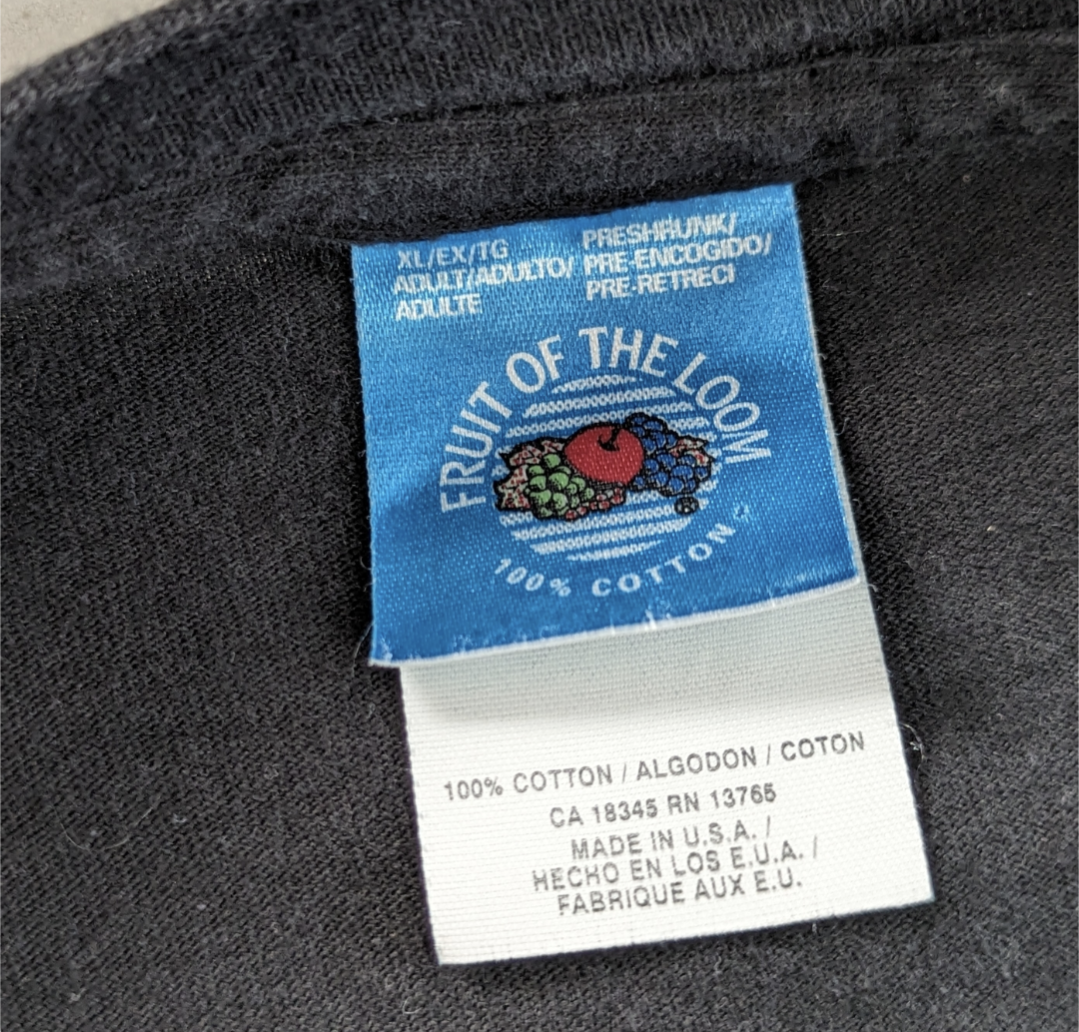 XL/EX/TG
ADULT/ADULTO/
ADULTE
PRESHRUNK/
PRE-ENCOGIDO/
PRE-RETRECI
FRUIT OF THE LOOM
®
100% COTTON
100% COTTON / ALGODON / COTON
CA 18345 RN 13765
MADE IN U.S.A. /
HECHO EN LOS E.U.A. /
FABRIQUE AUX E.U.